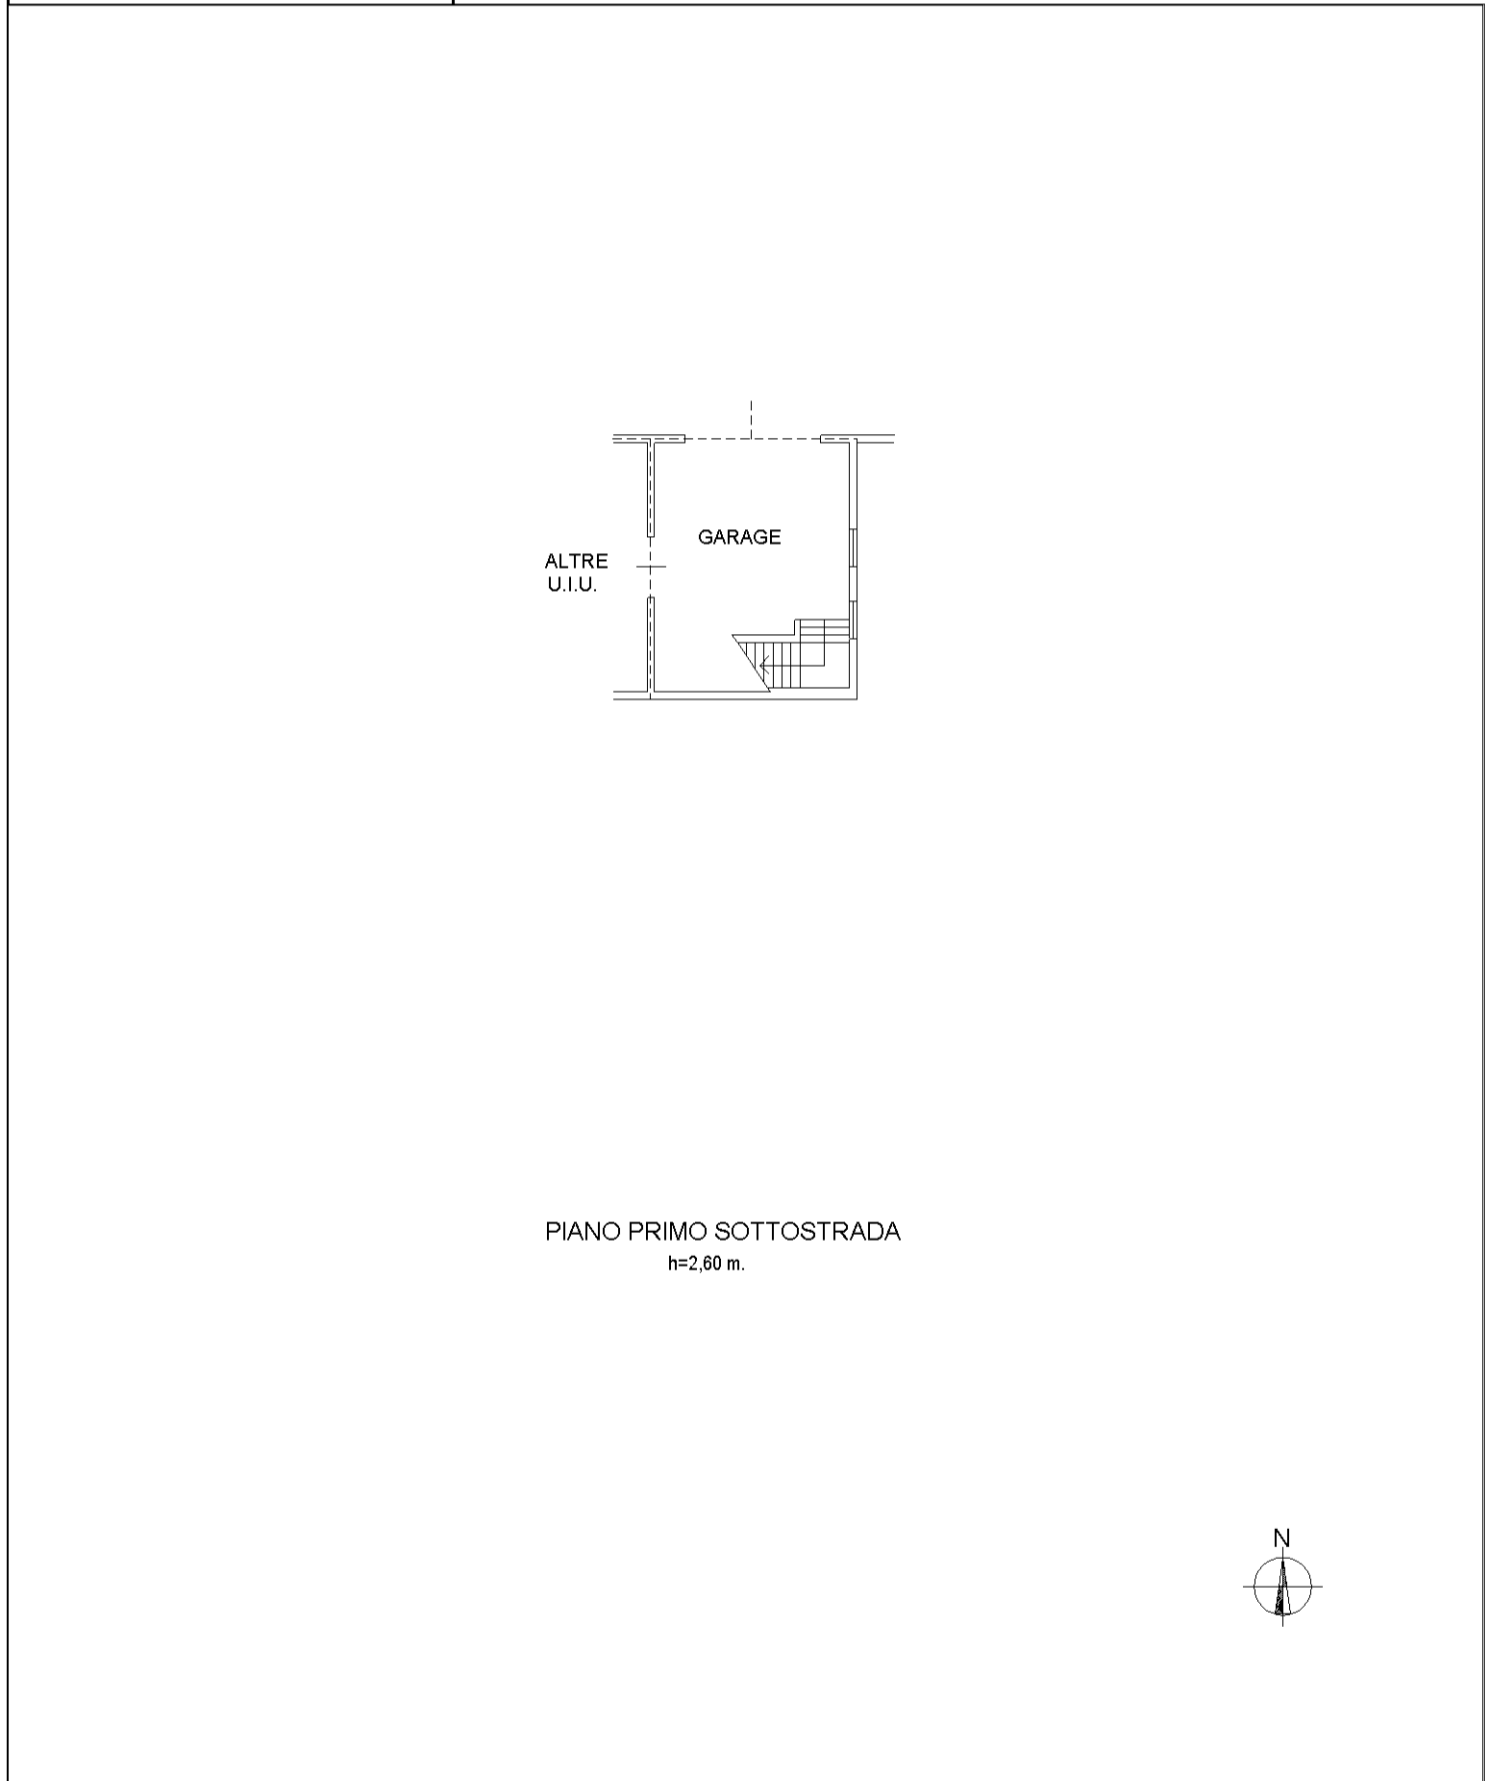 GARAGE
ALTRE
U.I.U.
PIANO PRIMO SOTTOSTRADA
h=2,60 m.
N